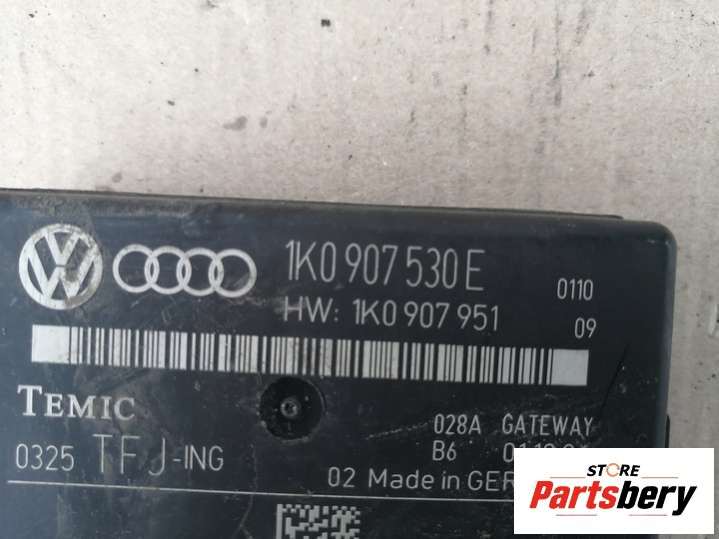 1K0 907 530 E
HW: 1K0 907 951
0110
09
TEMIC
028A GATEWAY
0325 TFJ-ING
B6
02 Made in GER
STORE
Partsbery